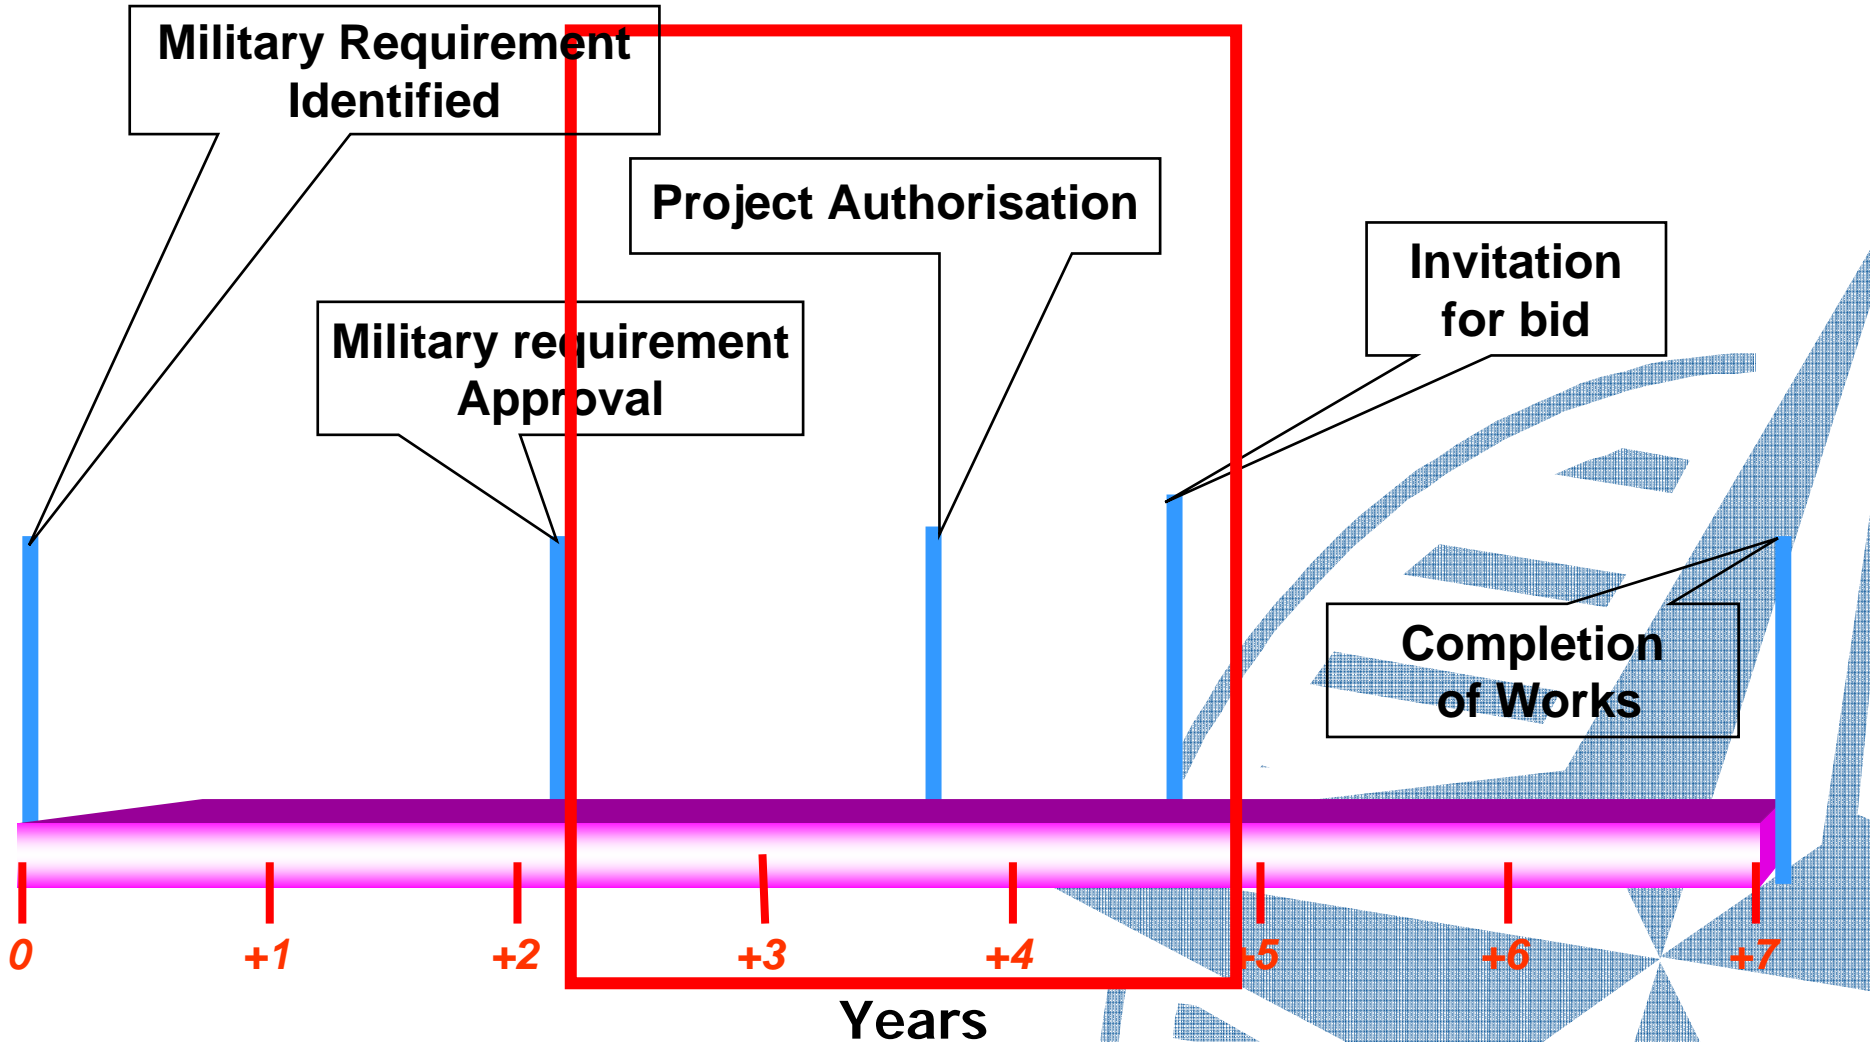 Military Requirement
Identified
Project Authorisation
Invitation
for bid
Military requirement
Approval
Completion
of Works
0 +1 +2 +3 +4 +5 +6 +7
Years